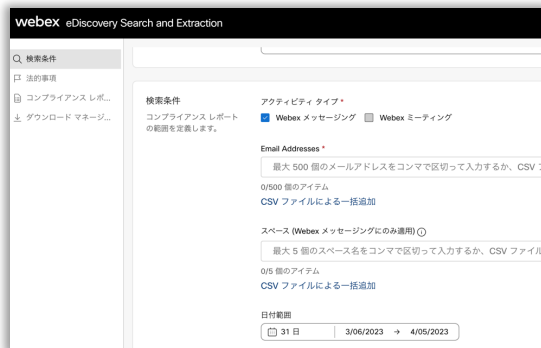 webex eDiscovery Search and Extraction
検索条件
法的事項
コンプライアンス レポ...
ダウンロード マネージ...
検索条件
コンプライアンス レポート
の範囲を定義します。
アクティビティ タイプ *
Webex メッセージング Webex ミーティング
Email Addresses *
最大 500 個のメールアドレスをコンマで区切って入力するか、CSV
0/500 個のアイテム
CSV ファイルによる一括追加
スペース (Webex メッセージングにのみ適用)
最大 5 個のスペース名をコンマで区切って入力するか、CSV ファイル
0/5 個のアイテム
CSV ファイルによる一括追加
日付範囲
31 日 3/06/2023 → 4/05/2023